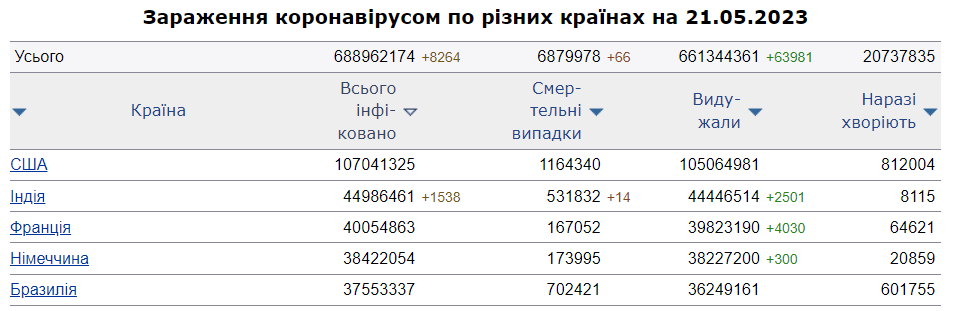 Зараження коронавірусом по різних країнах на 21.05.2023
Усього 688962174 +8264 6879978 +66 661344361 +63981 20737835
Країна Всього інфі-ковано Смер-тельні випадки Виду-жали Наразі хворіють
США 107041325 1164340 105064981 812004
Індія 44986461 +1538 531832 +14 44446514 +2501 8115
Франція 40054863 167052 39823190 +4030 64621
Німеччина 38422054 173995 38227200 +300 20859
Бразилія 37553337 702421 36249161 601755